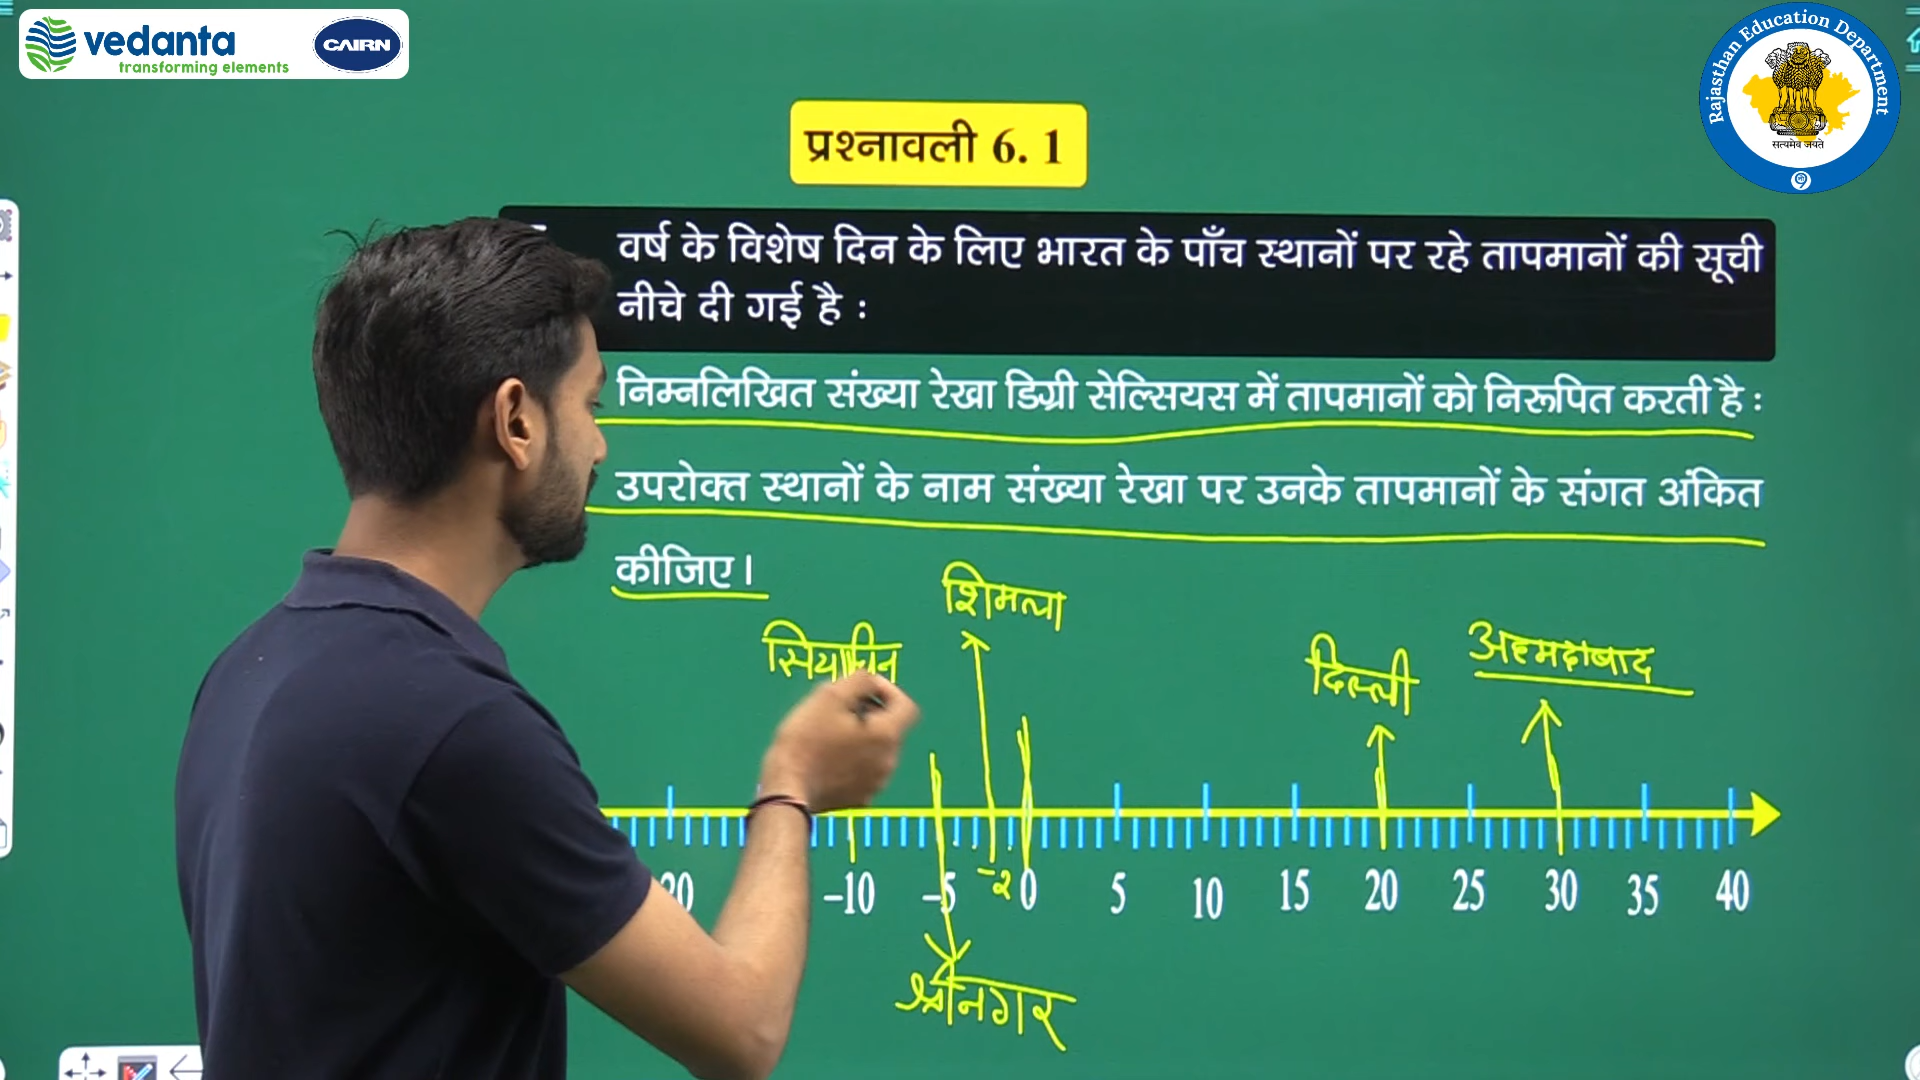 vedanta
transforming elements
CAIRN
Rajasthan Education Department
सत्यमेव जयते
प्रश्नावली 6. 1
वर्ष के विशेष दिन के लिए भारत के पाँच स्थानों पर रहे तापमानों की सूची
नीचे दी गई है :
निम्नलिखित संख्या रेखा डिग्री सेल्सियस में तापमानों को निरूपित करती है :
उपरोक्त स्थानों के नाम संख्या रेखा पर उनके तापमानों के संगत अंकित
कीजिए।
शिमला
सियाचिन
दिल्ली
अहमदाबाद
20 –10 –5 -2 0 5 10 15 20 25 30 35 40
श्रीनगर